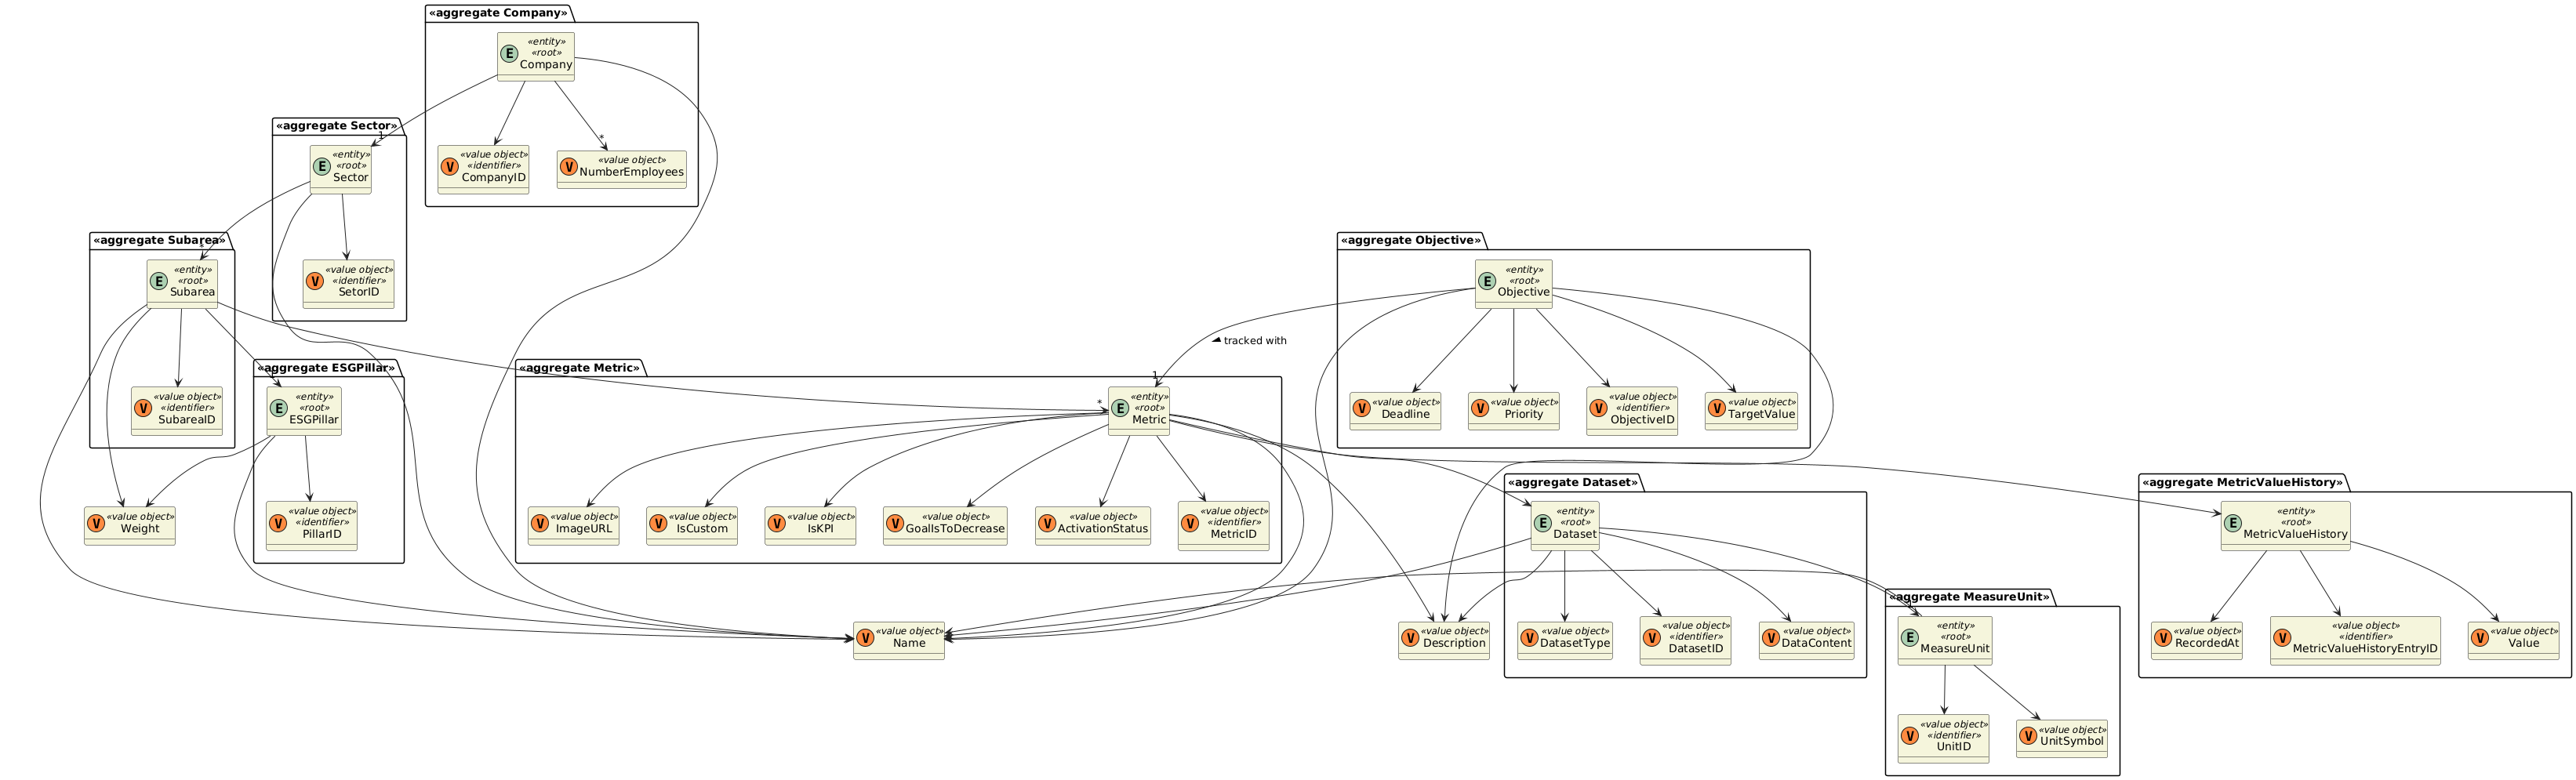 «aggregate Company»
«entity»
«root»
E
Company
«value object»
«identifier»
V
CompanyID
*
«value object»
V
NumberEmployees
«aggregate Sector»
1
«entity»
«root»
E
Sector
«value object»
«identifier»
V
SetorID
«aggregate Subarea»
*
«entity»
«root»
E
Subarea
«value object»
«identifier»
V
SubareaID
«aggregate ESGPillar»
1
«entity»
«root»
E
ESGPillar
«value object»
«identifier»
V
PillarID
«value object»
V
Weight
«aggregate Metric»
tracked with
1
*
«entity»
«root»
E
Metric
«value object»
V
ImageURL
«value object»
V
IsCustom
«value object»
V
IsKPI
«value object»
V
GoalIsToDecrease
«value object»
V
ActivationStatus
«value object»
«identifier»
V
MetricID
«aggregate Objective»
«entity»
«root»
E
Objective
«value object»
V
Deadline
«value object»
V
Priority
«value object»
«identifier»
V
ObjectiveID
«value object»
V
TargetValue
«aggregate Dataset»
«entity»
«root»
E
Dataset
«value object»
V
DatasetType
«value object»
«identifier»
V
DatasetID
«value object»
V
DataContent
«value object»
V
Name
«value object»
V
Description
«aggregate MeasureUnit»
1
«entity»
«root»
E
MeasureUnit
«value object»
«identifier»
V
UnitID
«value object»
V
UnitSymbol
«aggregate MetricValueHistory»
«entity»
«root»
E
MetricValueHistory
«value object»
V
RecordedAt
«value object»
«identifier»
V
MetricValueHistoryEntryID
«value object»
V
Value